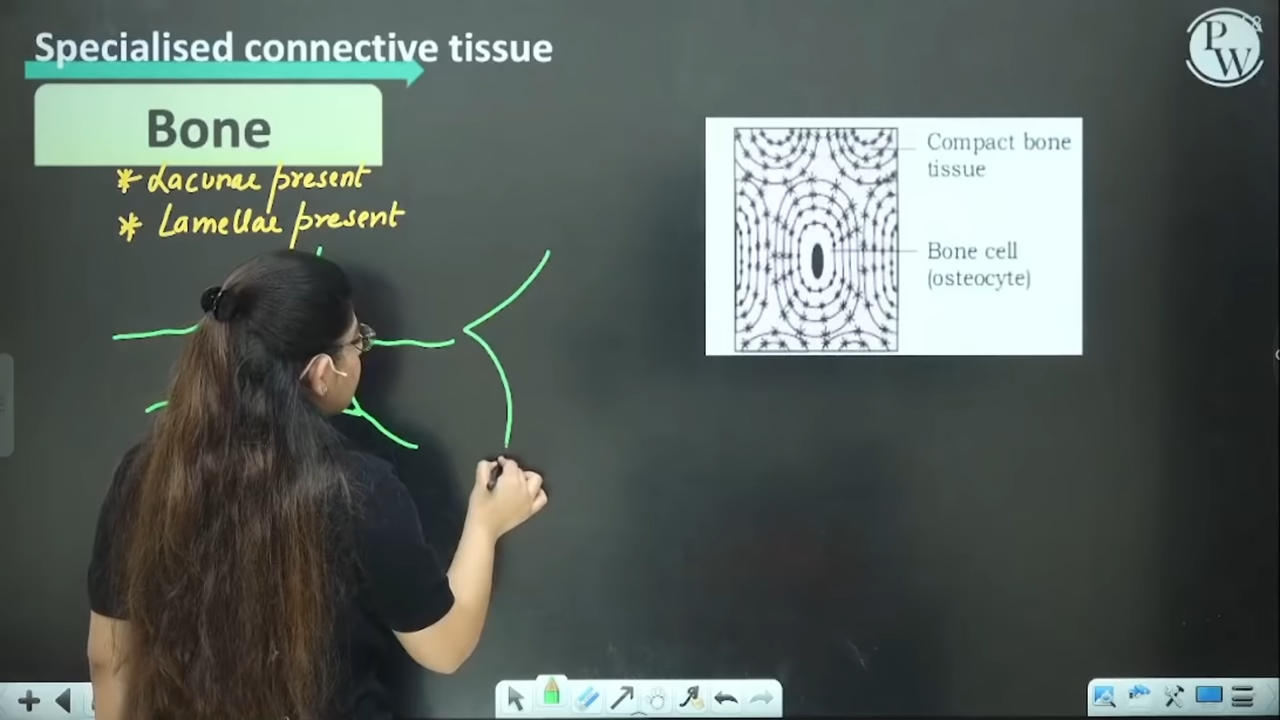 Specialised connective tissue
Bone
* Lacunae present
* Lamellae present
PW
Compact bone
tissue
Bone cell
(osteocyte)